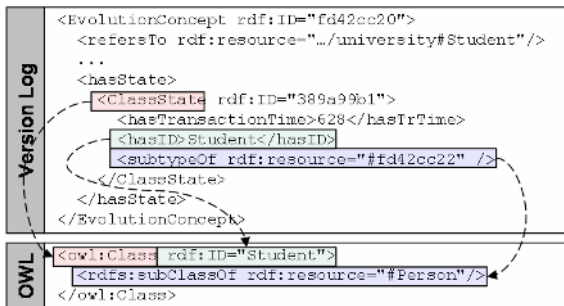 Version Log
<EvolutionConcept rdf:ID="fd42cc20">
<refersTo rdf:resource="…/university#Student"/>
...
<hasState>
<ClassState rdf:ID="389a99b1">
<hasTransactionTime>628</hasTrTime>
<hasID>Student</hasID>
<subtypeOf rdf:resource="#fd42cc22" />
</ClassState>
</hasState>
</EvolutionConcept>
OWL
<owl:Class rdf:ID="Student">
<rdfs:subClassOf rdf:resource="#Person"/>
</owl:Class>